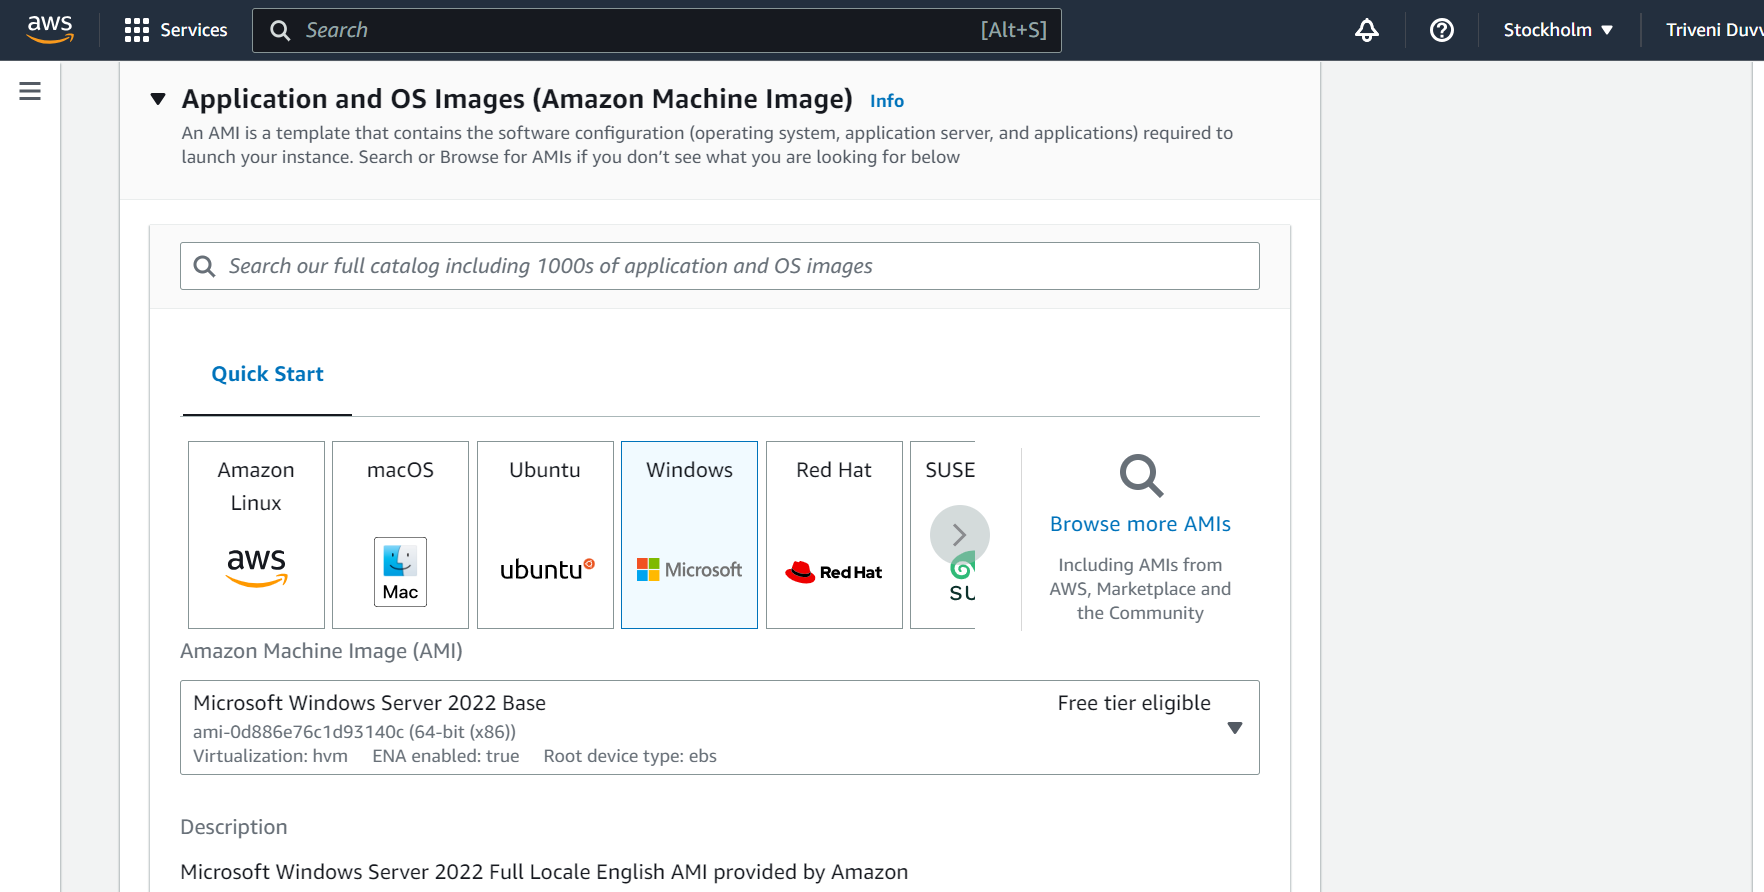 aws
Services
Search
[Alt+S]
Stockholm
Triveni Duvv
Application and OS Images (Amazon Machine Image) Info
An AMI is a template that contains the software configuration (operating system, application server, and applications) required to
launch your instance. Search or Browse for AMIs if you don’t see what you are looking for below
Search our full catalog including 1000s of application and OS images
Quick Start
Amazon
Linux
aws
macOS
Mac
Ubuntu
ubuntu
Windows
Microsoft
Red Hat
Red Hat
SUSE
SU
Browse more AMIs
Including AMIs from
AWS, Marketplace and
the Community
Amazon Machine Image (AMI)
Microsoft Windows Server 2022 Base
Free tier eligible
ami-0d886e76c1d93140c (64-bit (x86))
Virtualization: hvm ENA enabled: true Root device type: ebs
Description
Microsoft Windows Server 2022 Full Locale English AMI provided by Amazon